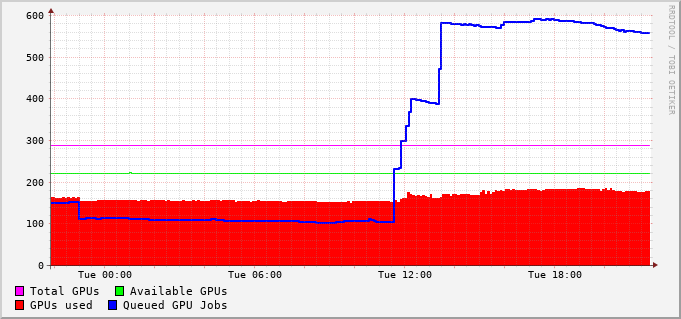 600
500
400
300
200
100
0
Tue 00:00 Tue 06:00 Tue 12:00 Tue 18:00
Total GPUs Available GPUs
GPUs used Queued GPU Jobs
RRDTOOL / TOBI OETIKER